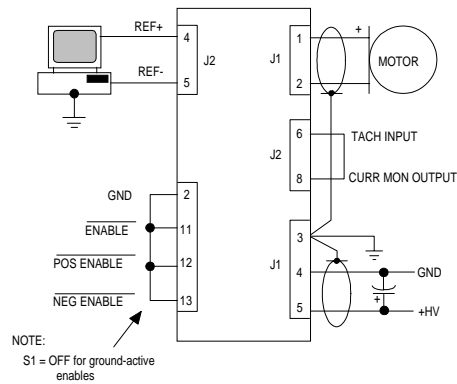 REF+ 4
J2
REF- 5
1 +
J1 MOTOR
2
6 TACH INPUT
J2
8 CURR MON OUTPUT
GND 2
ENABLE 11
POS ENABLE 12
NEG ENABLE 13
3
J1
4 GND
+
5 +HV
NOTE:
S1 = OFF for ground-active
enables